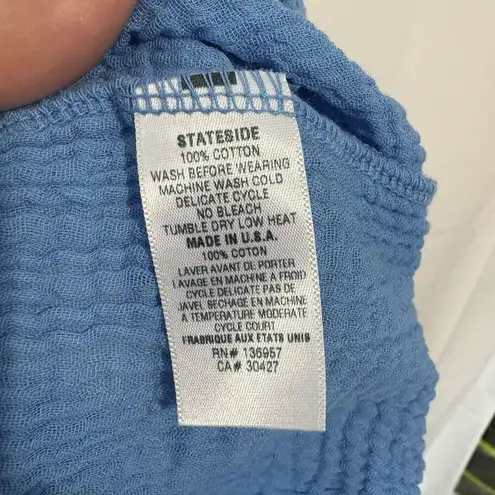 STATESIDE
100% COTTON
WASH BEFORE WEARING
MACHINE WASH COLD
DELICATE CYCLE
NO BLEACH
TUMBLE DRY LOW HEAT
MADE IN U.S.A.
100% COTON
LAVER AVANT DE PORTER
LAVAGE EN MACHINE A FROID
CYCLE DELICATE PAS DE
JAVEL SECHAGE EN MACHINE
A TEMPERATURE MODERATE
CYCLE COURT
FRABRIQUE AUX ETATS UNIS
RN# 136957
CA# 30427